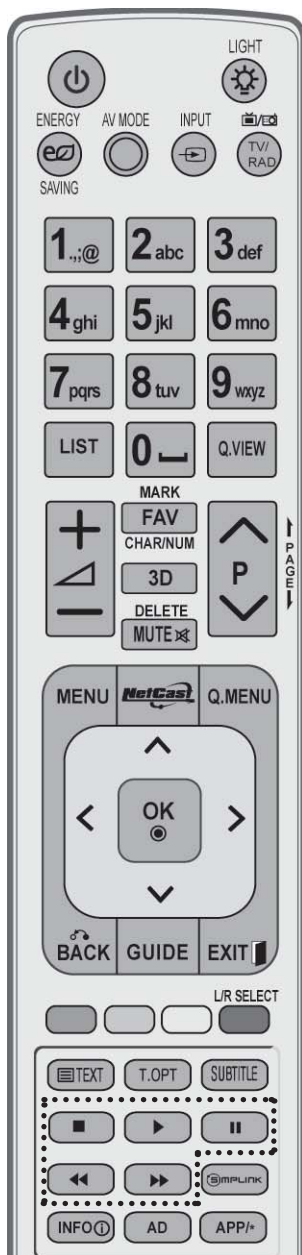 LIGHT
ENERGY AV MODE INPUT
TV/
RAD
SAVING
1.,;@ 2abc 3def
4ghi 5jkl 6mno
7pqrs 8tuv 9wxyz
LIST 0 Q.VIEW
MARK
FAV
CHAR/NUM
3D
P
PAGE
DELETE
MUTE
MENU NetCast Q.MENU
OK
BACK GUIDE EXIT
L/R SELECT
TEXT T.OPT SUBTITLE
SIMPLINK
INFO AD APP/*